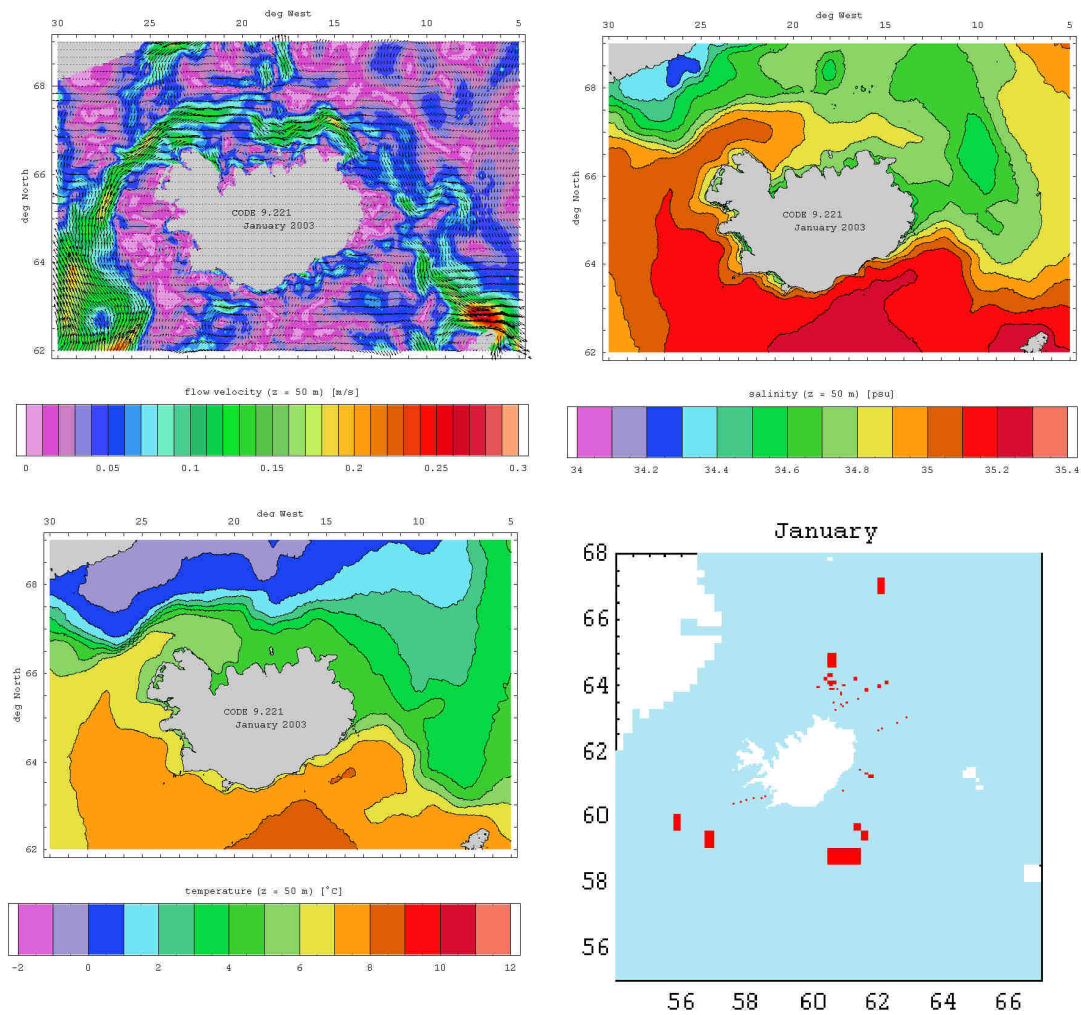 deg West
30 25 20 15 10 5
deg North
68
66
64
62
CODE 9.221
January 2003
flow velocity (z = 50 m) [m/s]
0 0.05 0.1 0.15 0.2 0.25 0.3
deg West
30 25 20 15 10 5
deg North
68
66
64
62
CODE 9.221
January 2003
salinity (z = 50 m) [psu]
34 34.2 34.4 34.6 34.8 35 35.2 35.4
deg West
30 25 20 15 10 5
deg North
68
66
64
62
CODE 9.221
January 2003
temperature (z = 50 m) [°C]
-2 0 2 4 6 8 10 12
January
68
66
64
62
60
58
56
56 58 60 62 64 66